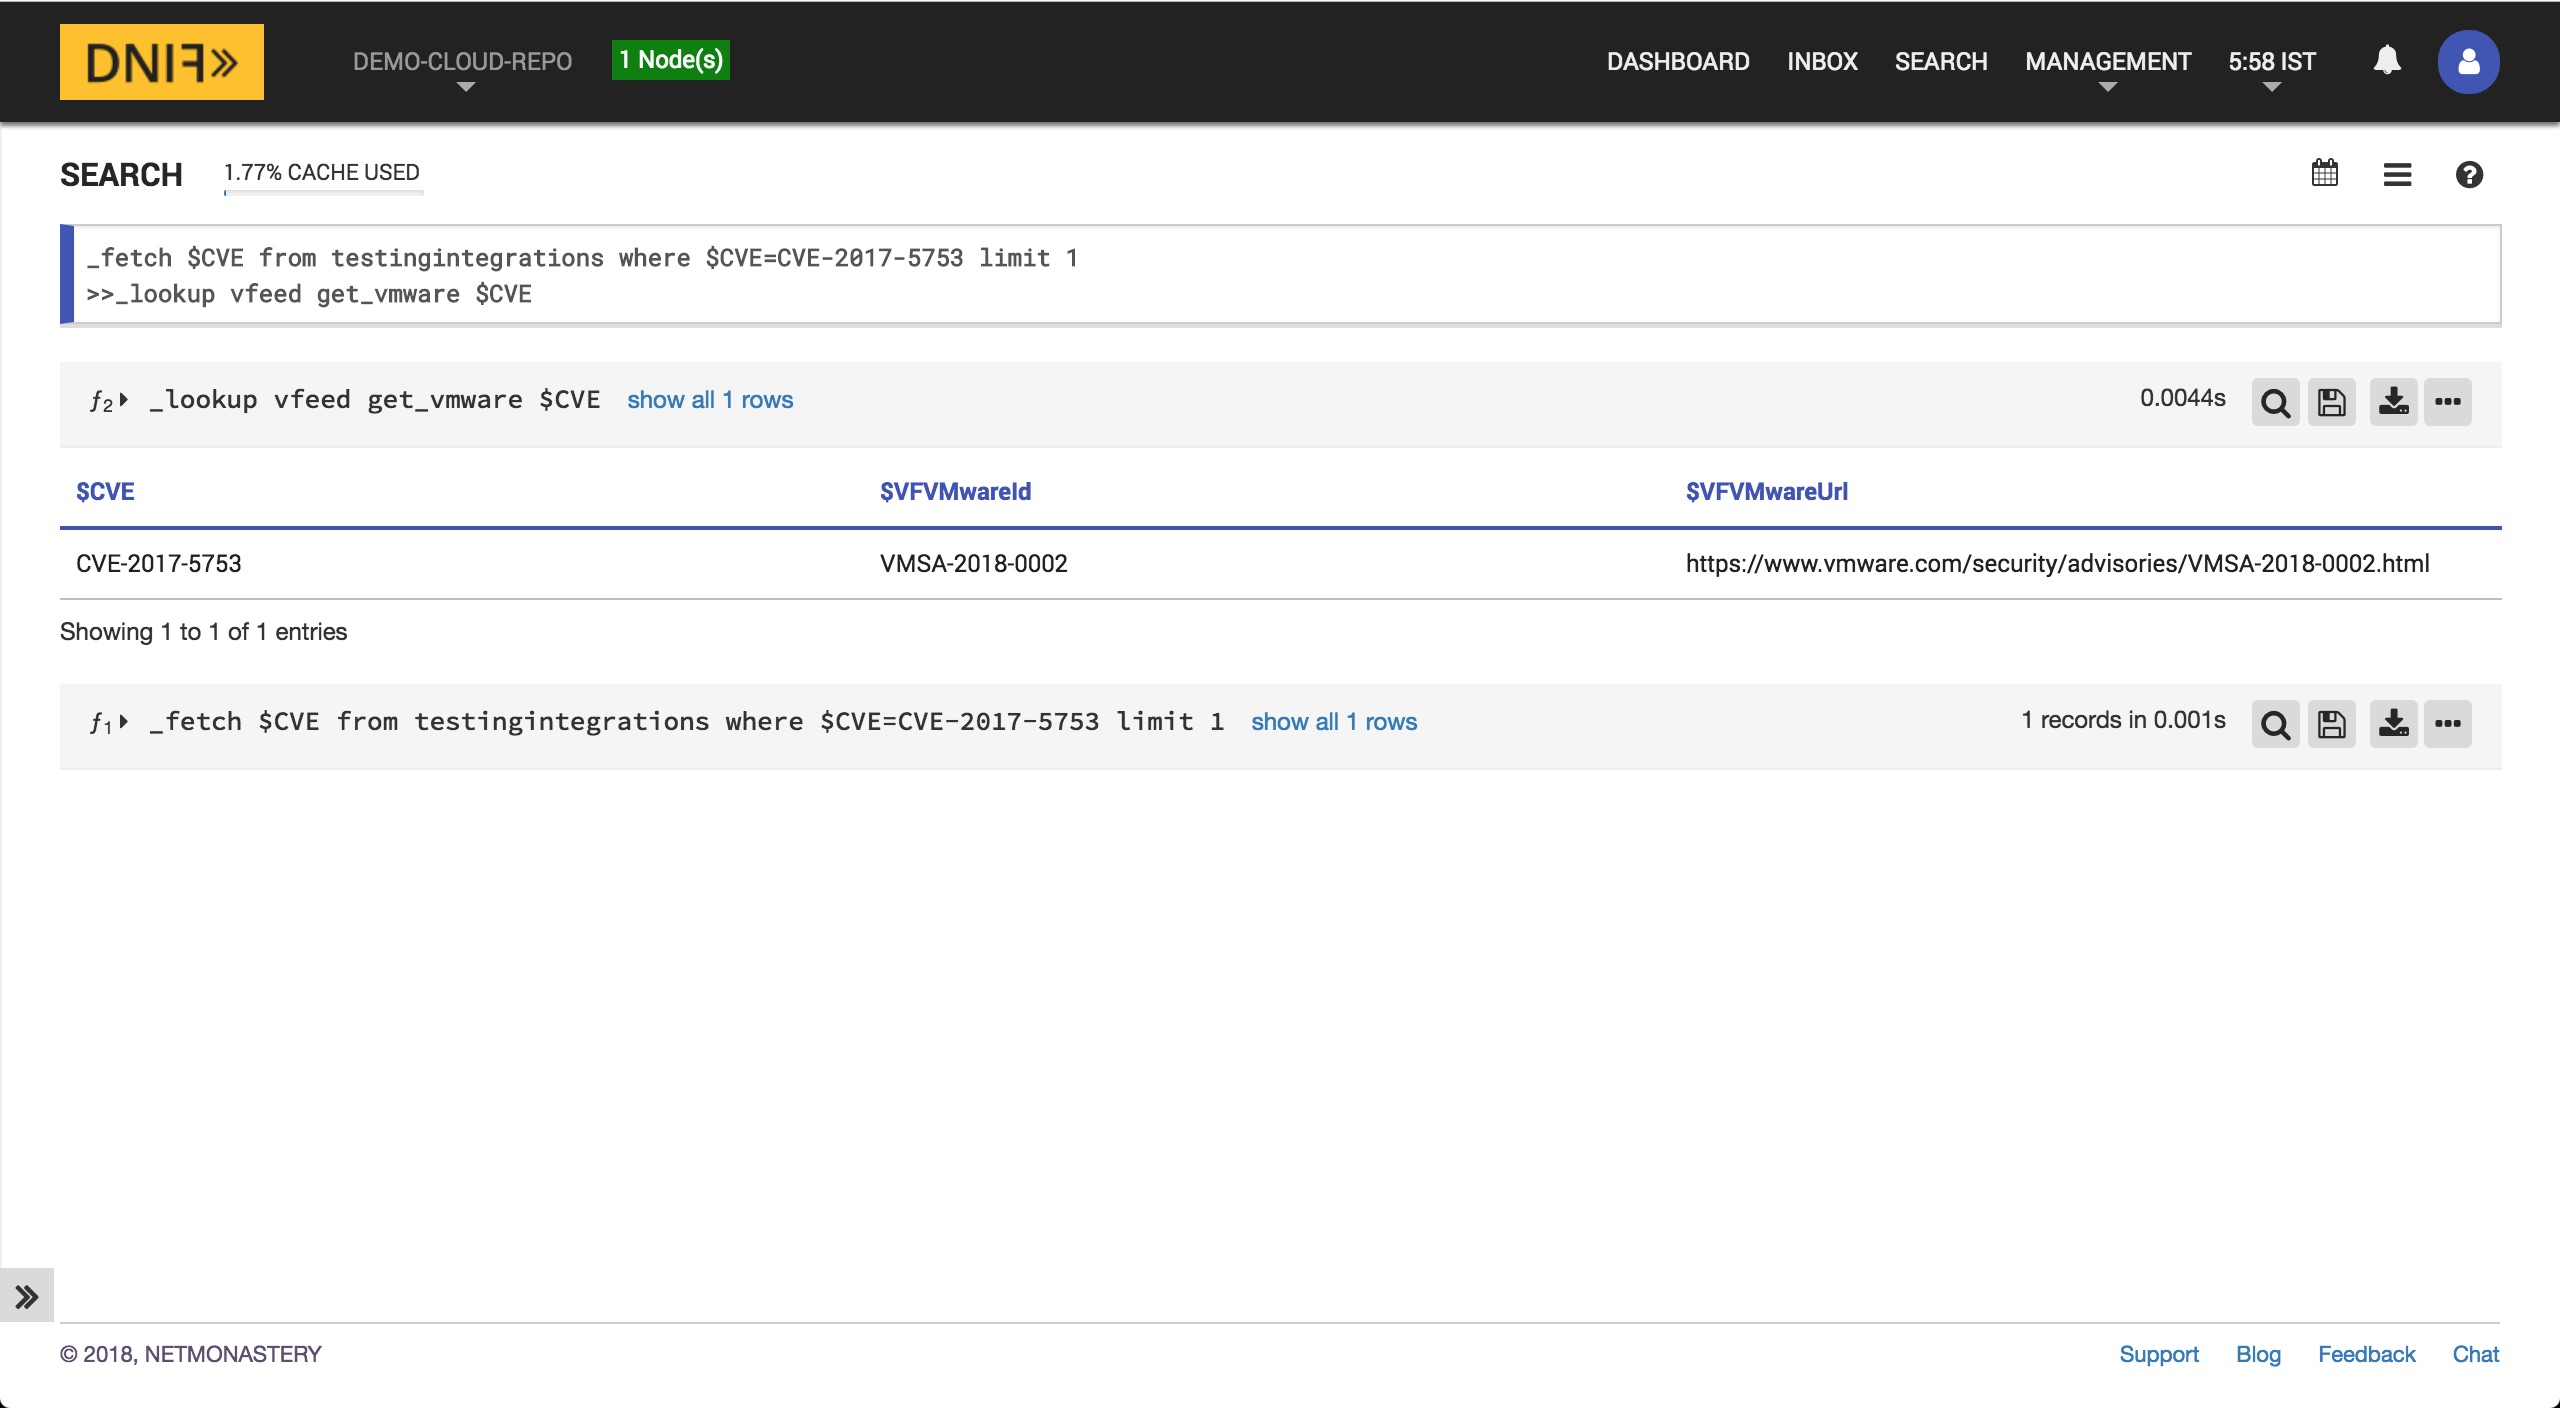 DNIF»
DEMO-CLOUD-REPO
1 Node(s)
DASHBOARD INBOX SEARCH MANAGEMENT 5:58 IST
SEARCH
1.77% CACHE USED
_fetch $CVE from testingintegrations where $CVE=CVE-2017-5753 limit 1
>>_lookup vfeed get_vmware $CVE
ƒ2 _lookup vfeed get_vmware $CVE show all 1 rows 0.0044s
$CVE $VFVMwareId $VFVMwareUrl
CVE-2017-5753 VMSA-2018-0002 https://www.vmware.com/security/advisories/VMSA-2018-0002.html
Showing 1 to 1 of 1 entries
ƒ1 _fetch $CVE from testingintegrations where $CVE=CVE-2017-5753 limit 1 show all 1 rows 1 records in 0.001s
© 2018, NETMONASTERY
Support Blog Feedback Chat